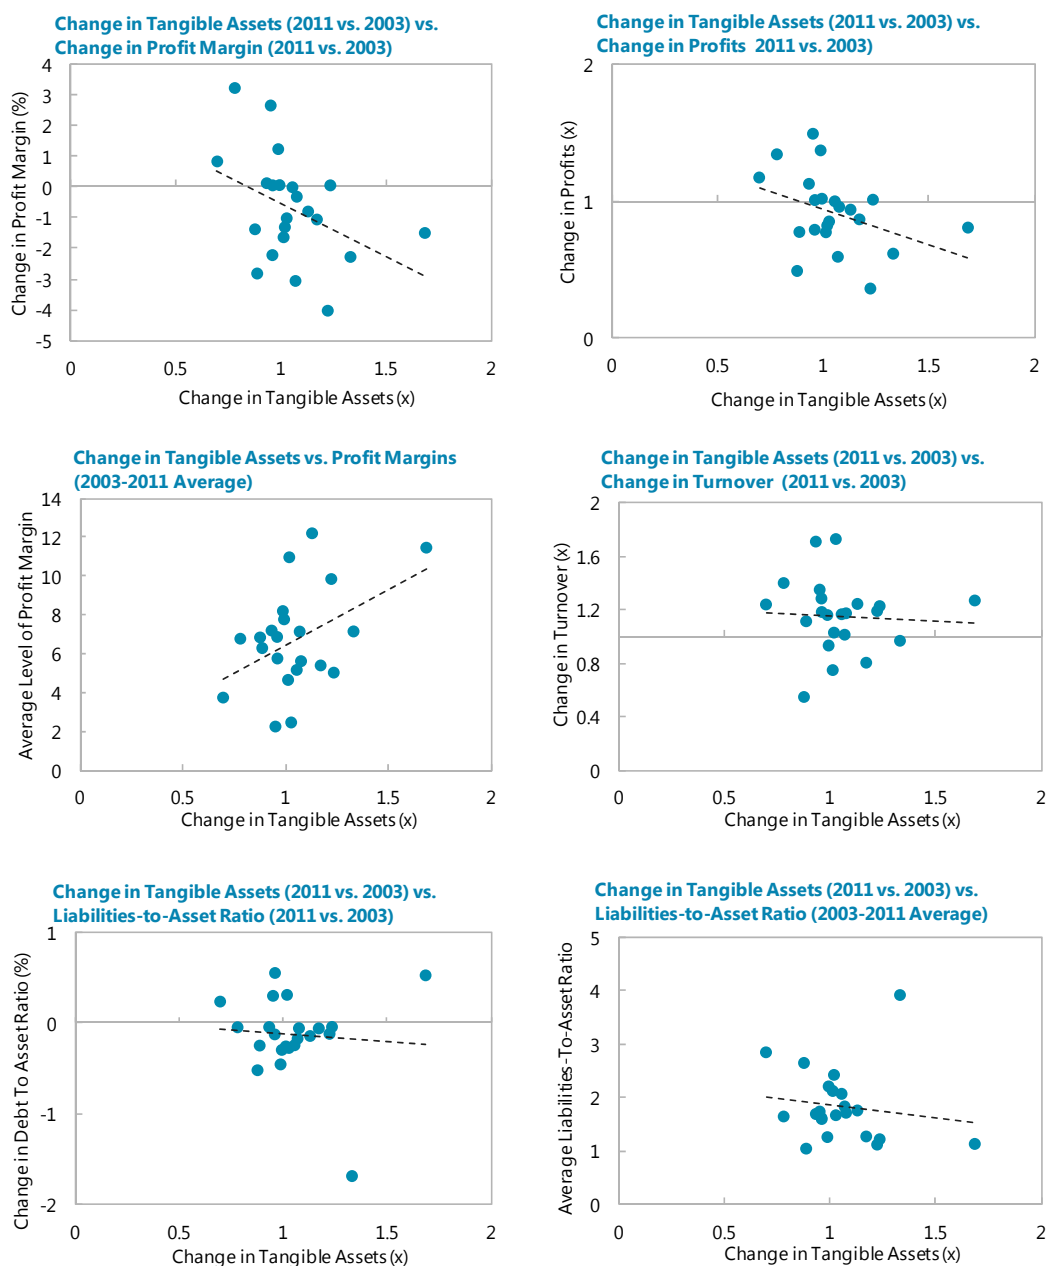 Change in Tangible Assets (2011 vs. 2003) vs.
Change in Profit Margin (2011 vs. 2003)
4
3
2
1
0
-1
-2
-3
-4
-5
Change in Profit Margin (%)
0
0.5
1
1.5
2
Change in Tangible Assets (x)
Change in Tangible Assets (2011 vs. 2003) vs.
Change in Profits 2011 vs. 2003)
2
1
0
Change in Profits (x)
0
0.5
1
1.5
2
Change in Tangible Assets (x)
Change in Tangible Assets vs. Profit Margins
(2003-2011 Average)
14
12
10
8
6
4
2
0
Average Level of Profit Margin
0
0.5
1
1.5
2
Change in Tangible Assets (x)
Change in Tangible Assets (2011 vs. 2003) vs.
Change in Turnover (2011 vs. 2003)
2
1.6
1.2
0.8
0.4
0
Change in Turnover (x)
0
0.5
1
1.5
2
Change in Tangible Assets (x)
Change in Tangible Assets (2011 vs. 2003) vs.
Liabilities-to-Asset Ratio (2011 vs. 2003)
1
0
-1
-2
Change in Debt To Asset Ratio (%)
0
0.5
1
1.5
2
Change in Tangible Assets (x)
Change in Tangible Assets (2011 vs. 2003) vs.
Liabilities-to-Asset Ratio (2003-2011 Average)
5
4
3
2
1
0
Average Liabilities-To-Asset Ratio
0
0.5
1
1.5
2
Change in Tangible Assets (x)